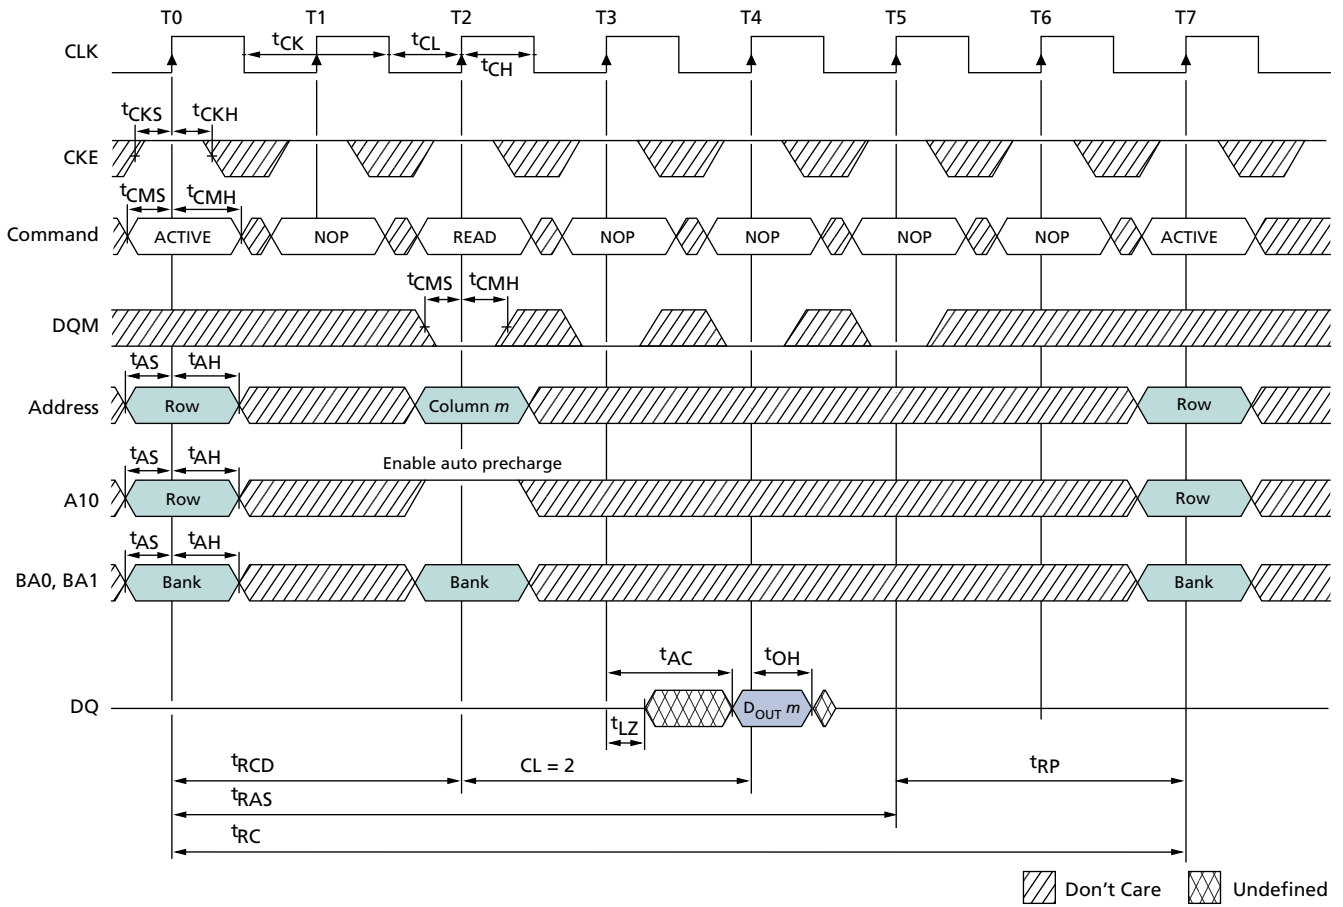 T0 T1 T2 T3 T4 T5 T6 T7
CLK
tCK tCL
tCH
tCKS tCKH
CKE
tCMS tCMH
Command ACTIVE NOP READ NOP NOP NOP NOP ACTIVE
tCMS tCMH
DQM
tAS tAH
Address Row Column m Row
tAS tAH
Enable auto precharge
A10 Row Row
tAS tAH
BA0, BA1 Bank Bank Bank
tAC tOH
DQ DOUT m
tLZ
tRCD CL = 2 tRP
tRAS
tRC
Don't Care Undefined